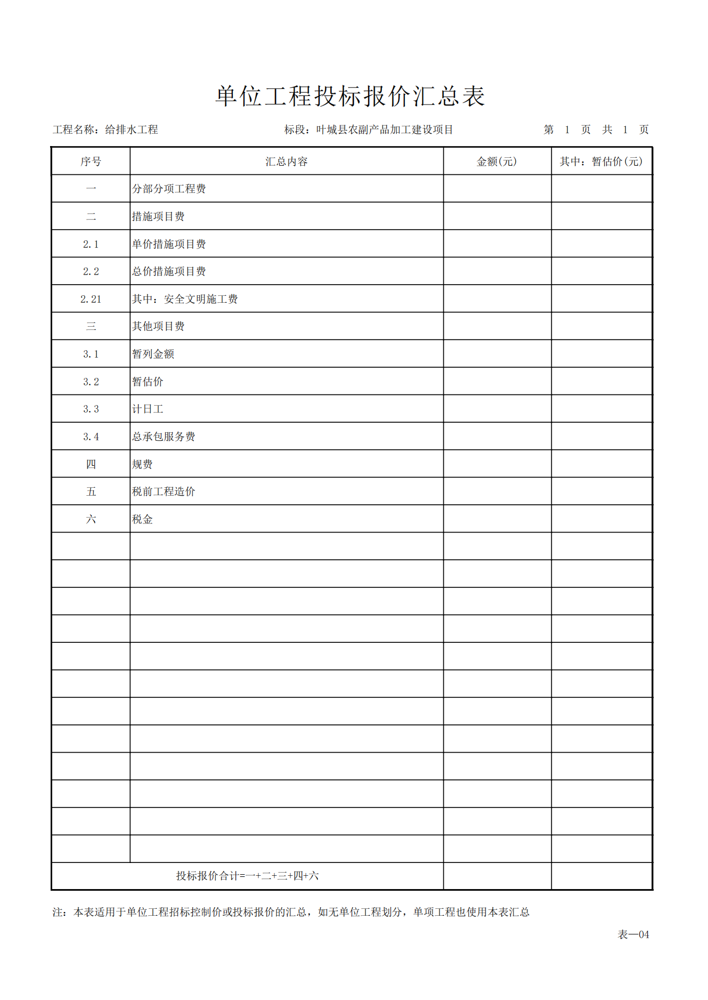 单位工程投标报价汇总表
工程名称：给排水工程 标段：叶城县农副产品加工建设项目 第 1 页 共 1 页
序号 汇总内容 金额(元) 其中：暂估价(元)
一 分部分项工程费
二 措施项目费
2.1 单价措施项目费
2.2 总价措施项目费
2.21 其中：安全文明施工费
三 其他项目费
3.1 暂列金额
3.2 暂估价
3.3 计日工
3.4 总承包服务费
四 规费
五 税前工程造价
六 税金
投标报价合计=一+二+三+四+六
注：本表适用于单位工程招标控制价或投标报价的汇总，如无单位工程划分，单项工程也使用本表汇总
表—04